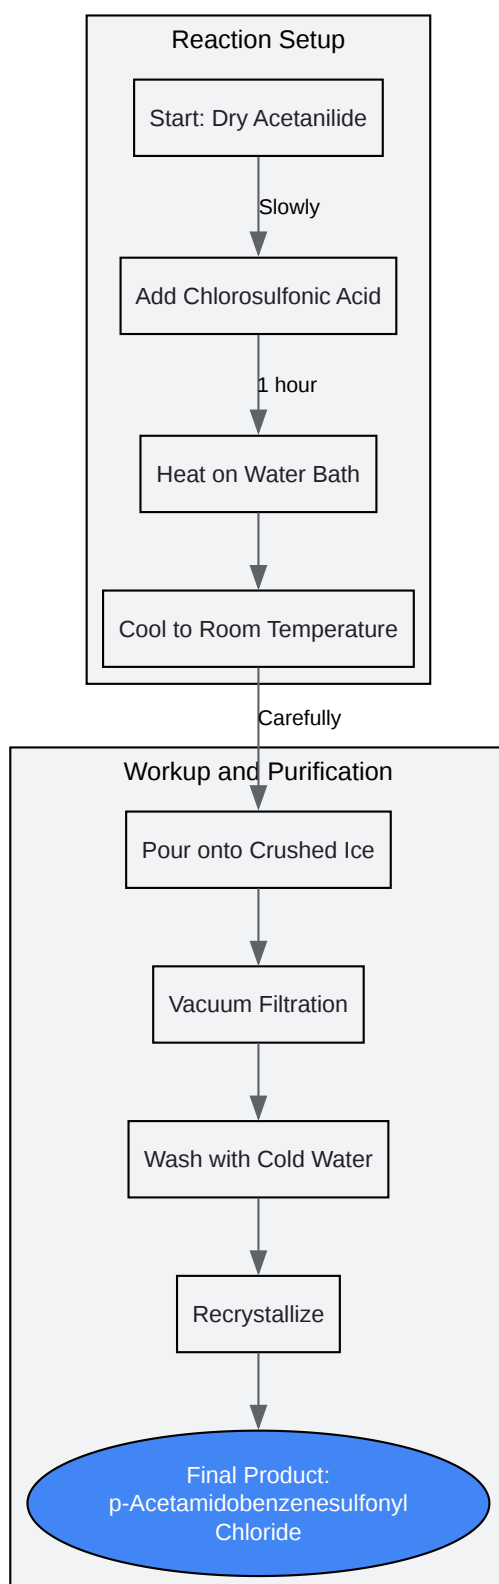 Reaction Setup
Start: Dry Acetanilide
Slowly
Add Chlorosulfonic Acid
1 hour
Heat on Water Bath
Cool to Room Temperature
Carefully
Workup and Purification
Pour onto Crushed Ice
Vacuum Filtration
Wash with Cold Water
Recrystallize
Final Product:
p-Acetamidobenzenesulfonyl
Chloride